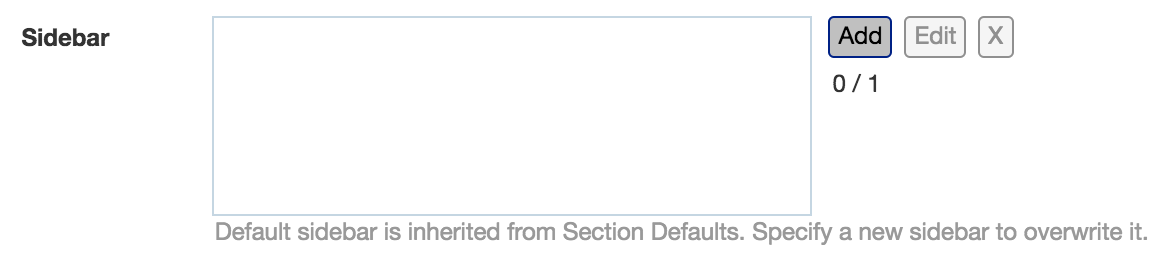 Sidebar
Add Edit X
0 / 1
Default sidebar is inherited from Section Defaults. Specify a new sidebar to overwrite it.